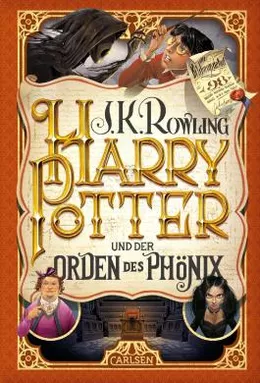 J.K. ROWLING
HARRY
POTTER
UND DER
ORDEN DES PHÖNIX
CARLSEN